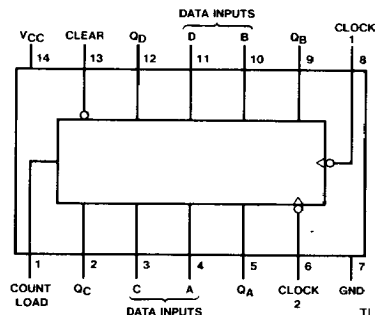 DATA INPUTS
VCC CLEAR QD D B QB CLOCK 1
14 13 12 11 10 9 8
1 2 3 4 5 6 7
COUNT LOAD QC C A QA CLOCK 2 GND
DATA INPUTS
TL